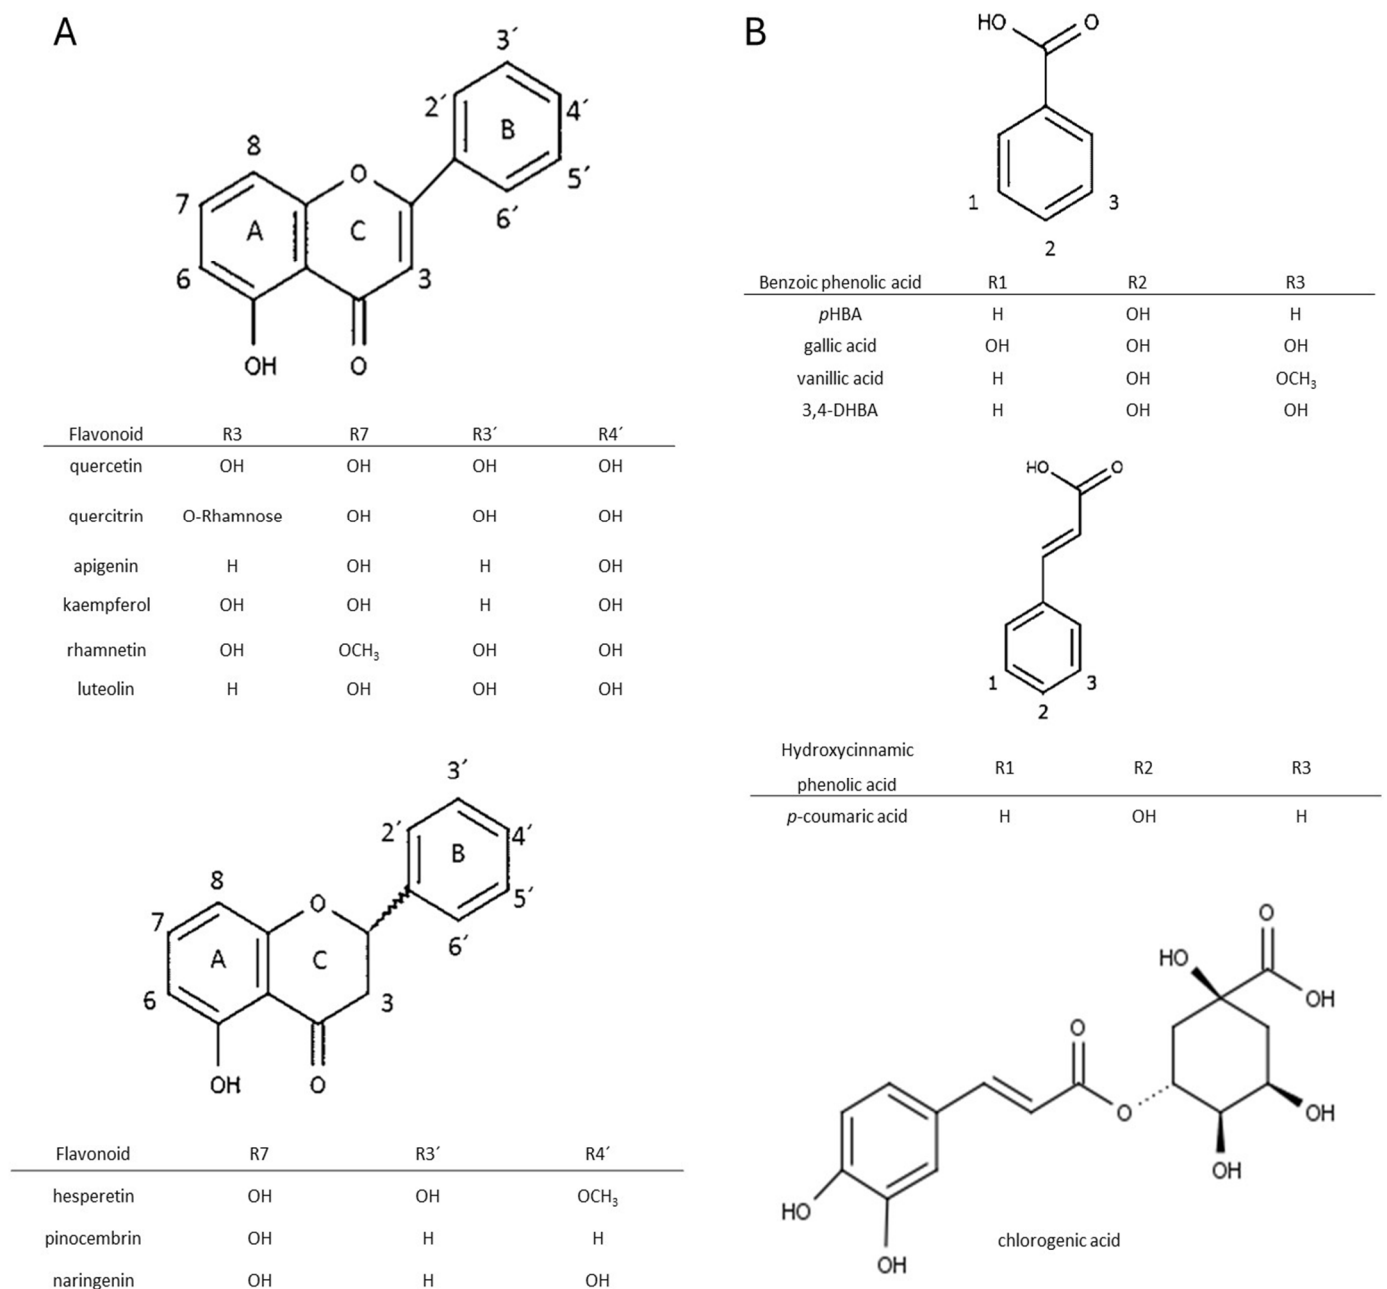 A
3´
2´
4´
B
8
5´
O
7
6´
A
C
6
3
OH
O
Flavonoid R3 R7 R3´ R4´
quercetin OH OH OH OH
quercitrin O-Rhamnose OH OH OH
apigenin H OH H OH
kaempferol OH OH H OH
rhamnetin OH OCH3 OH OH
luteolin H OH OH OH
3´
2´
4´
B
8
5´
O
7
6´
A
C
6
3
OH
O
Flavonoid R7 R3´ R4´
hesperetin OH OH OCH3
pinocembrin OH H H
naringenin OH H OH
B
HO O
1 3
2
Benzoic phenolic acid R1 R2 R3
pHBA H OH H
gallic acid OH OH OH
vanillic acid H OH OCH3
3,4-DHBA H OH OH
HO O
1 3
2
Hydroxycinnamic
phenolic acid R1 R2 R3
p-coumaric acid H OH H
O
HO
OH
O
O
OH
OH
HO
OH
chlorogenic acid